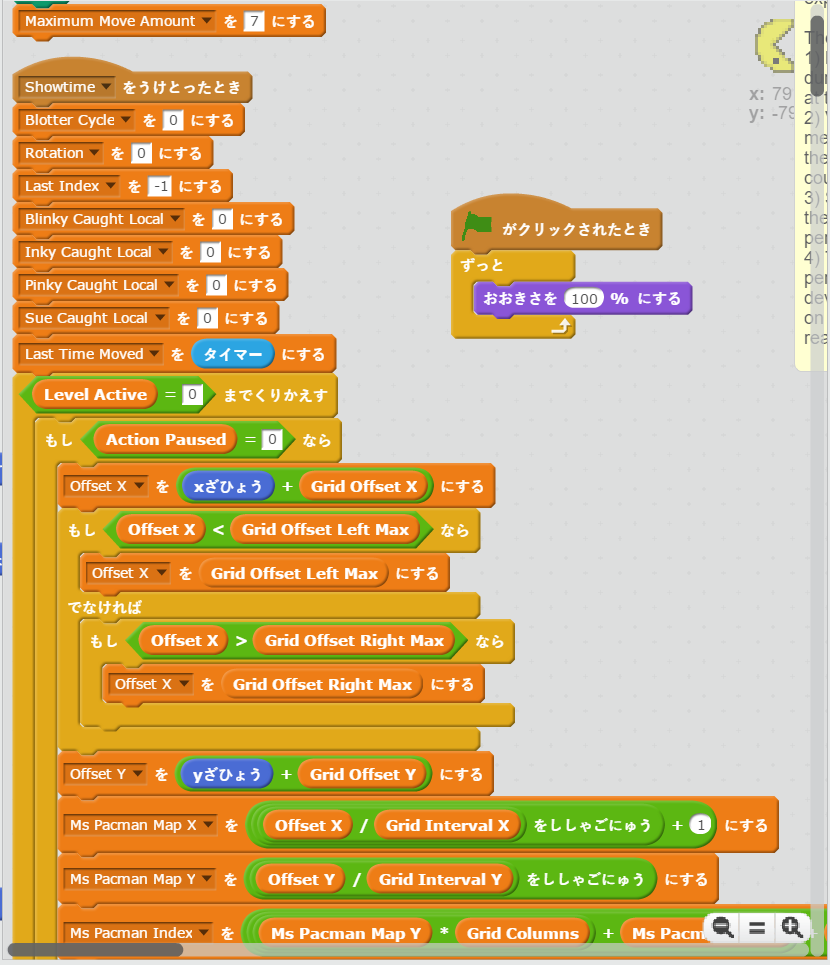 Maximum Move Amount を 7 にする
Showtime をうけとったとき
Blotter Cycle を 0 にする
Rotation を 0 にする
Last Index を -1 にする
Blinky Caught Local を 0 にする
Inky Caught Local を 0 にする
Pinky Caught Local を 0 にする
Sue Caught Local を 0 にする
Last Time Moved を タイマー にする
Level Active = 0 までくりかえす
もし Action Paused = 0 なら
Offset X を xざひょう + Grid Offset X にする
もし Offset X < Grid Offset Left Max なら
Offset X を Grid Offset Left Max にする
でなければ
もし Offset X > Grid Offset Right Max なら
Offset X を Grid Offset Right Max にする
Offset Y を yざひょう + Grid Offset Y にする
Ms Pacman Map X を Offset X / Grid Interval X をししゃごにゅう + 1 にする
Ms Pacman Map Y を Offset Y / Grid Interval Y をししゃごにゅう にする
Ms Pacman Index を Ms Pacman Map Y * Grid Columns + Ms
がクリックされたとき
ずっと
おおきさを 100 % にする
x: 79
y: -79
1)
at
2)
the
3)
the
4)
on